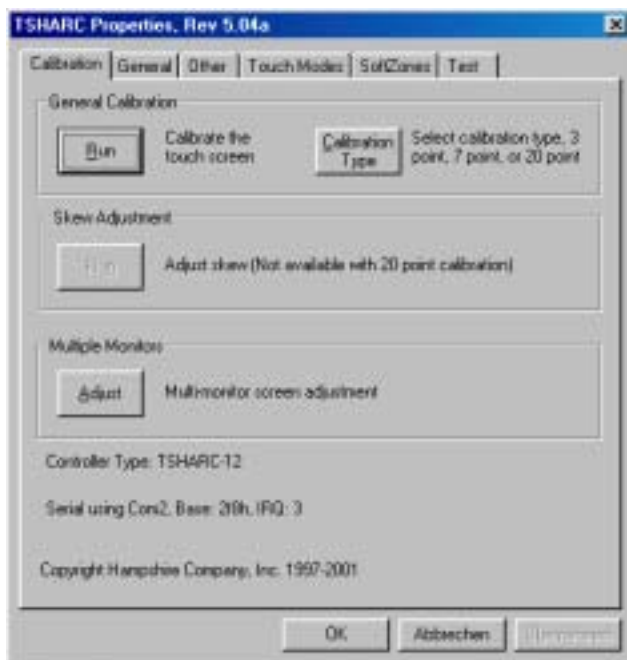 TSHARC Properties, Rev 5.04a
Calibration General Other Touch Modes SoftZones Test
General Calibration
Run
Calibrate the
touch screen
Calibration
Type
Select calibration type, 3
point, 7 point, or 20 point
Skew Adjustment
Run
Adjust skew (Not available with 20 point calibration)
Multiple Monitors
Adjust
Multi-monitor screen adjustment
Controller Type: TSHARC-12
Serial using Com2, Base: 2f8h, IRQ: 3
Copyright Hampshire Company, Inc. 1997-2001
OK Abbrechen